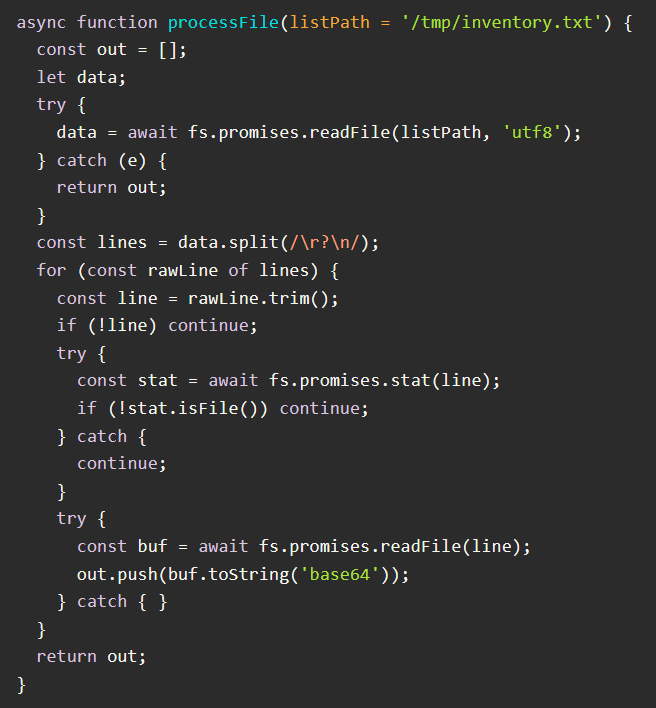 async function processFile(listPath = '/tmp/inventory.txt') {
  const out = [];
  let data;
  try {
    data = await fs.promises.readFile(listPath, 'utf8');
  } catch (e) {
    return out;
  }
  const lines = data.split(/\r?\n/);
  for (const rawLine of lines) {
    const line = rawLine.trim();
    if (!line) continue;
    try {
      const stat = await fs.promises.stat(line);
      if (!stat.isFile()) continue;
    } catch {
      continue;
    }
    try {
      const buf = await fs.promises.readFile(line);
      out.push(buf.toString('base64'));
    } catch { }
  }
  return out;
}